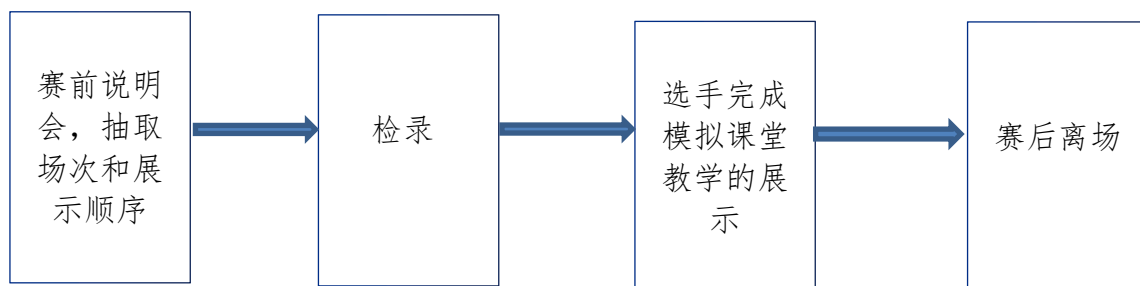 赛前说明
会，抽取
场次和展
示顺序
检录
选手完成
模拟课堂
教学的展
示
赛后离场